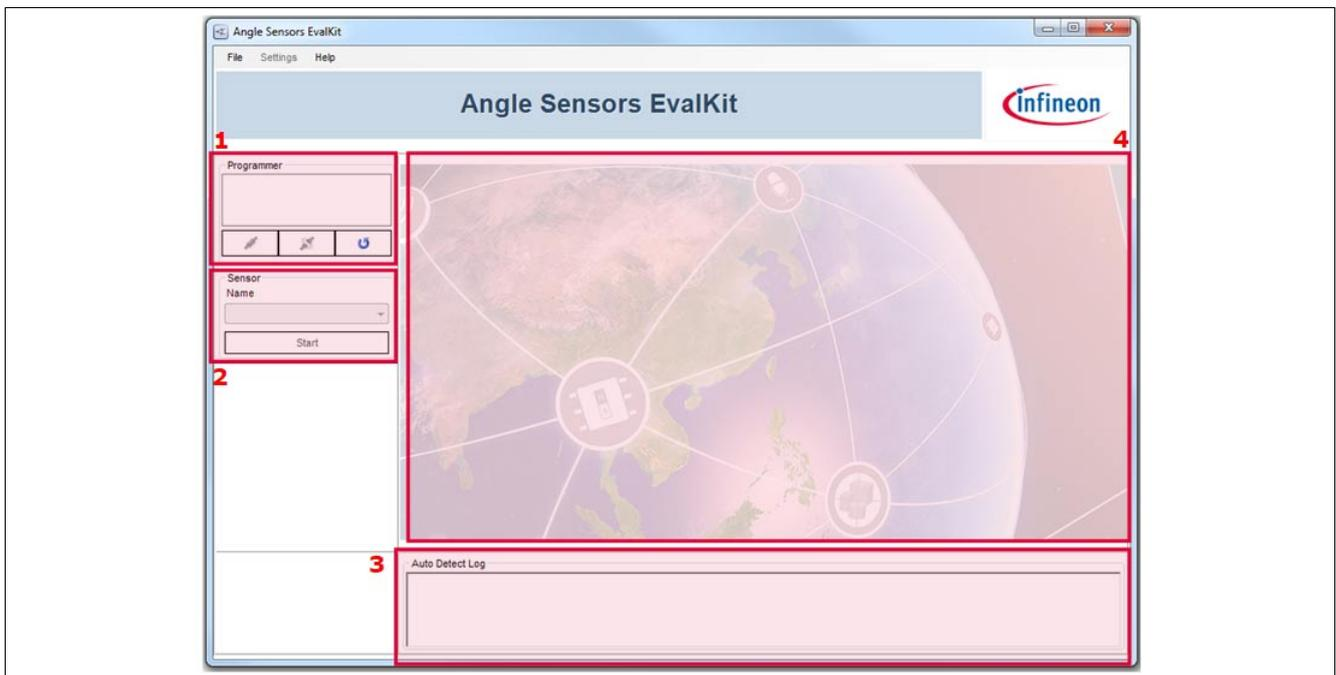 Angle Sensors EvalKit
File Settings Help
Angle Sensors EvalKit
infineon
1
4
Programmer
Sensor
Name
Start
2
3
Auto Detect Log